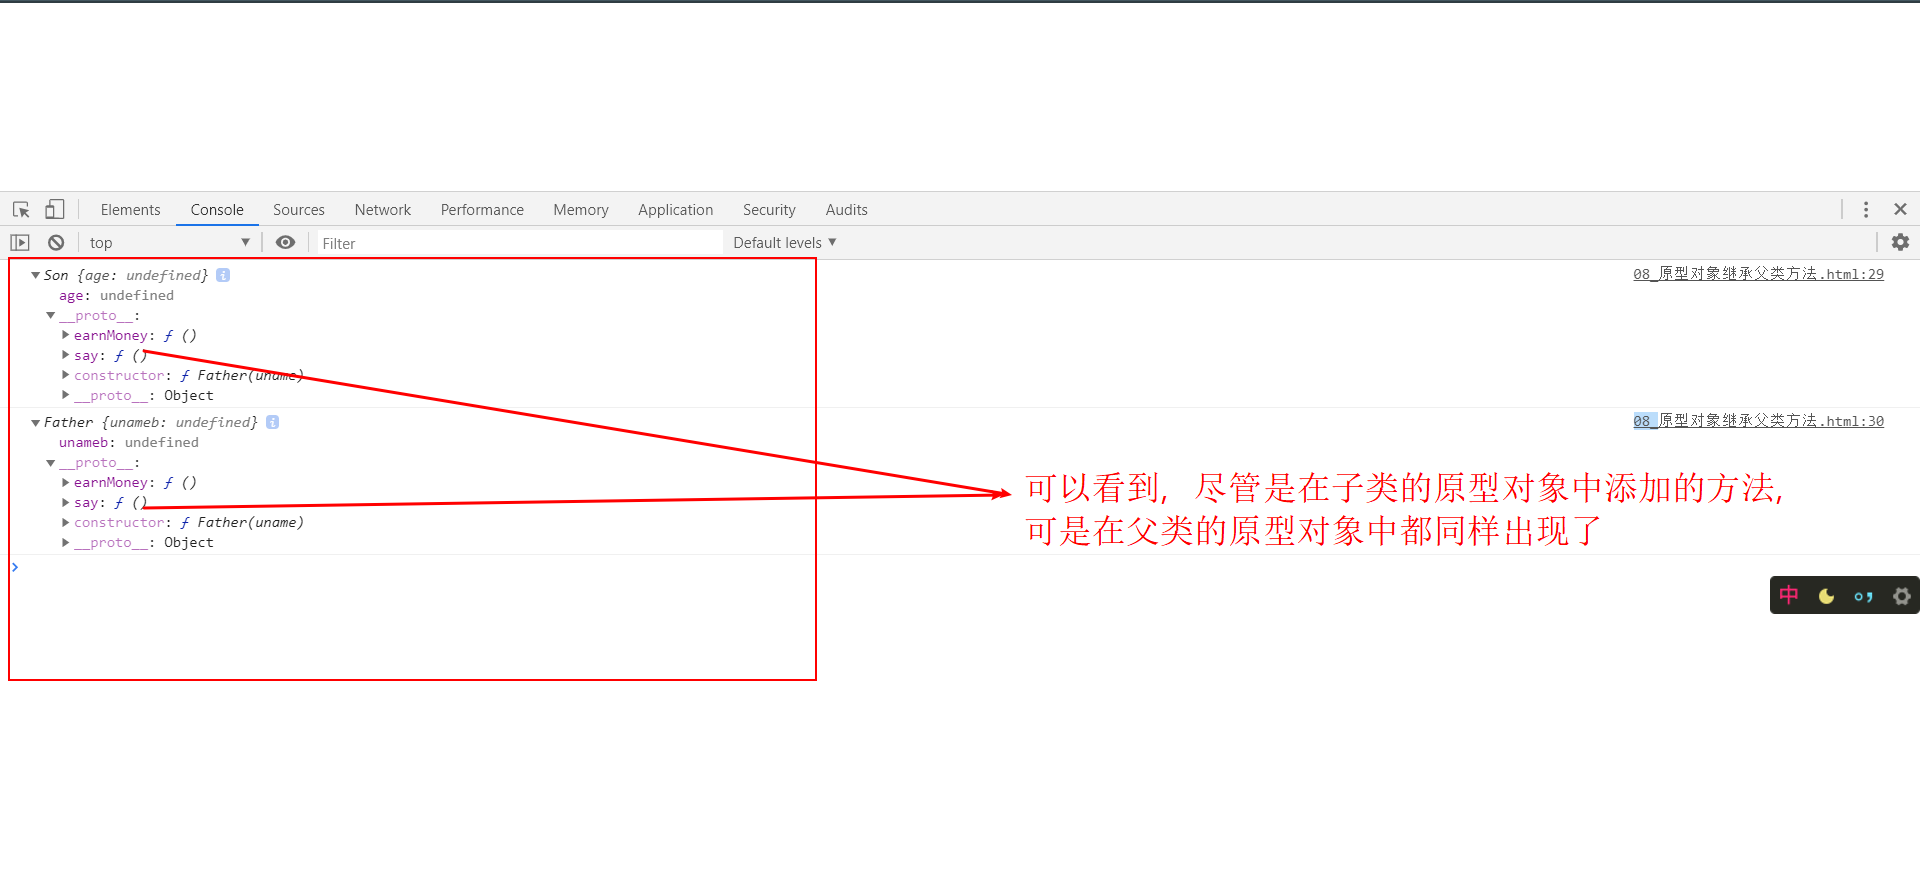 Elements Console Sources Network Performance Memory Application Security Audits
top Filter Default levels
Son {age: undefined} i 08_原型对象继承父类方法.html:29
age: undefined
__proto__:
earnMoney: ƒ ()
say: ƒ ()
constructor: ƒ Father(uname)
__proto__: Object
Father {unameb: undefined} i 08_原型对象继承父类方法.html:30
unameb: undefined
__proto__:
earnMoney: ƒ ()
say: ƒ ()
constructor: ƒ Father(uname)
__proto__: Object
可以看到，尽管是在子类的原型对象中添加的方法，
可是在父类的原型对象中都同样出现了
中